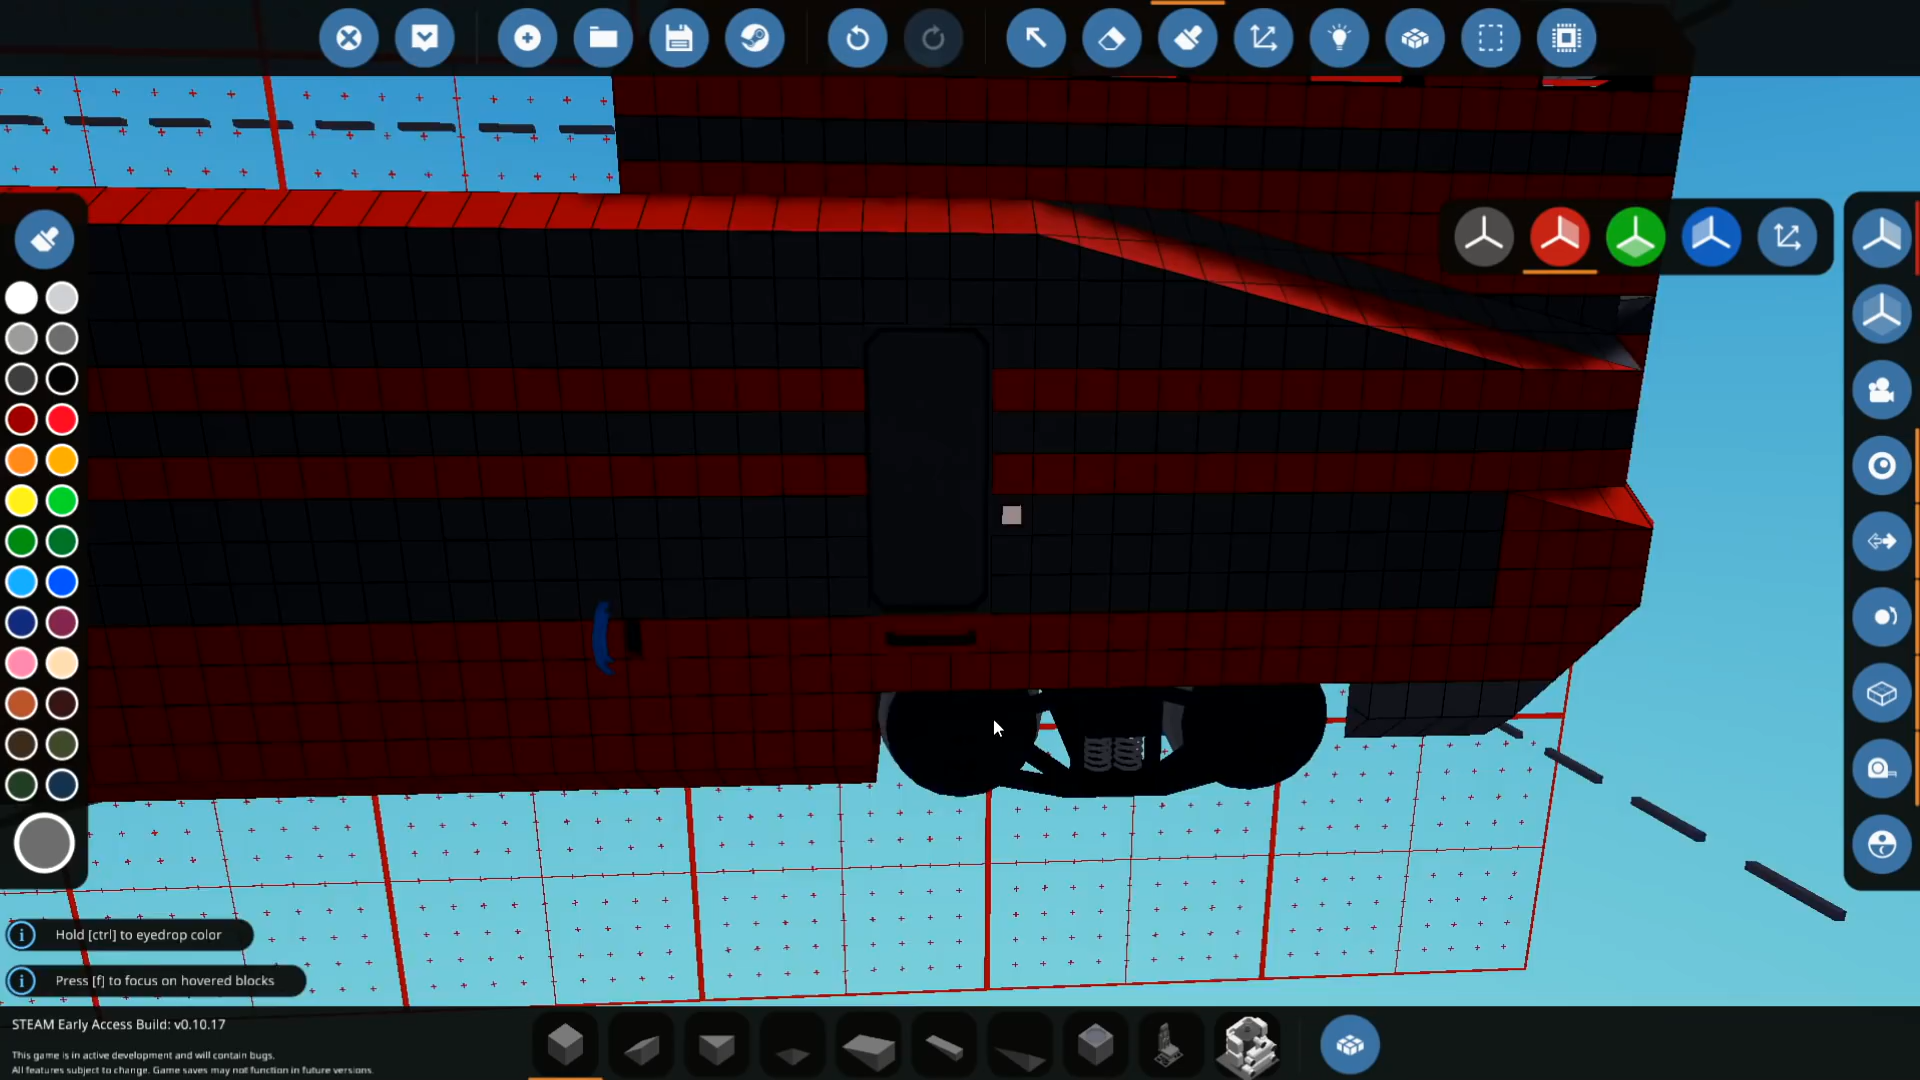 Hold [ctrl] to eyedrop color
Press [f] to focus on hovered blocks
STEAM Early Access Build: v0.10.17
This game is in active development and will contain bugs.
All features subject to change. Game saves may not function in future versions.